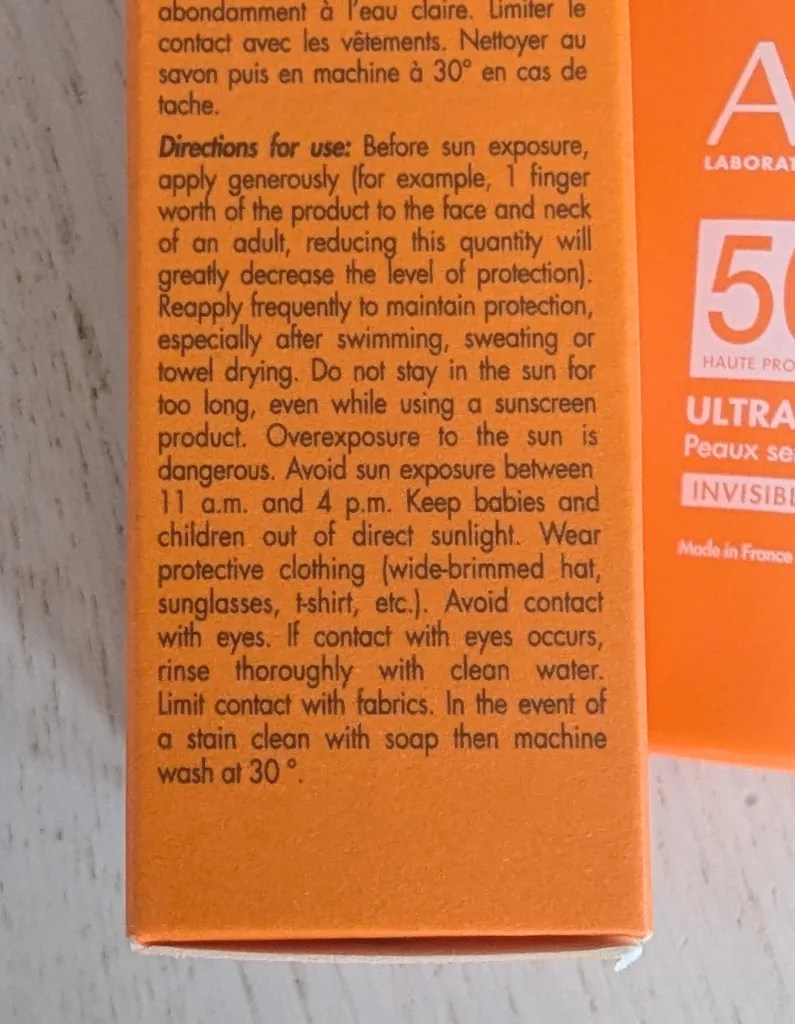 abondamment à l'eau claire. Limiter le
contact avec les vêtements. Nettoyer au
savon puis en machine à 30° en cas de
tache.
Directions for use: Before sun exposure,
apply generously (for example, 1 finger
worth of the product to the face and neck
of an adult, reducing this quantity will
greatly decrease the level of protection).
Reapply frequently to maintain protection,
especially after swimming, sweating or
towel drying. Do not stay in the sun for
too long, even while using a sunscreen
product. Overexposure to the sun is
dangerous. Avoid sun exposure between
11 a.m. and 4 p.m. Keep babies and
children out of direct sunlight. Wear
protective clothing (wide-brimmed hat,
sunglasses, t-shirt, etc.). Avoid contact
with eyes. If contact with eyes occurs,
rinse thoroughly with clean water.
Limit contact with fabrics. In the event of
a stain clean with soap then machine
wash at 30 °.
A
LABORAT
50
HAUTE PRO
ULTRA
Peaux se
INVISIBL
Made in France